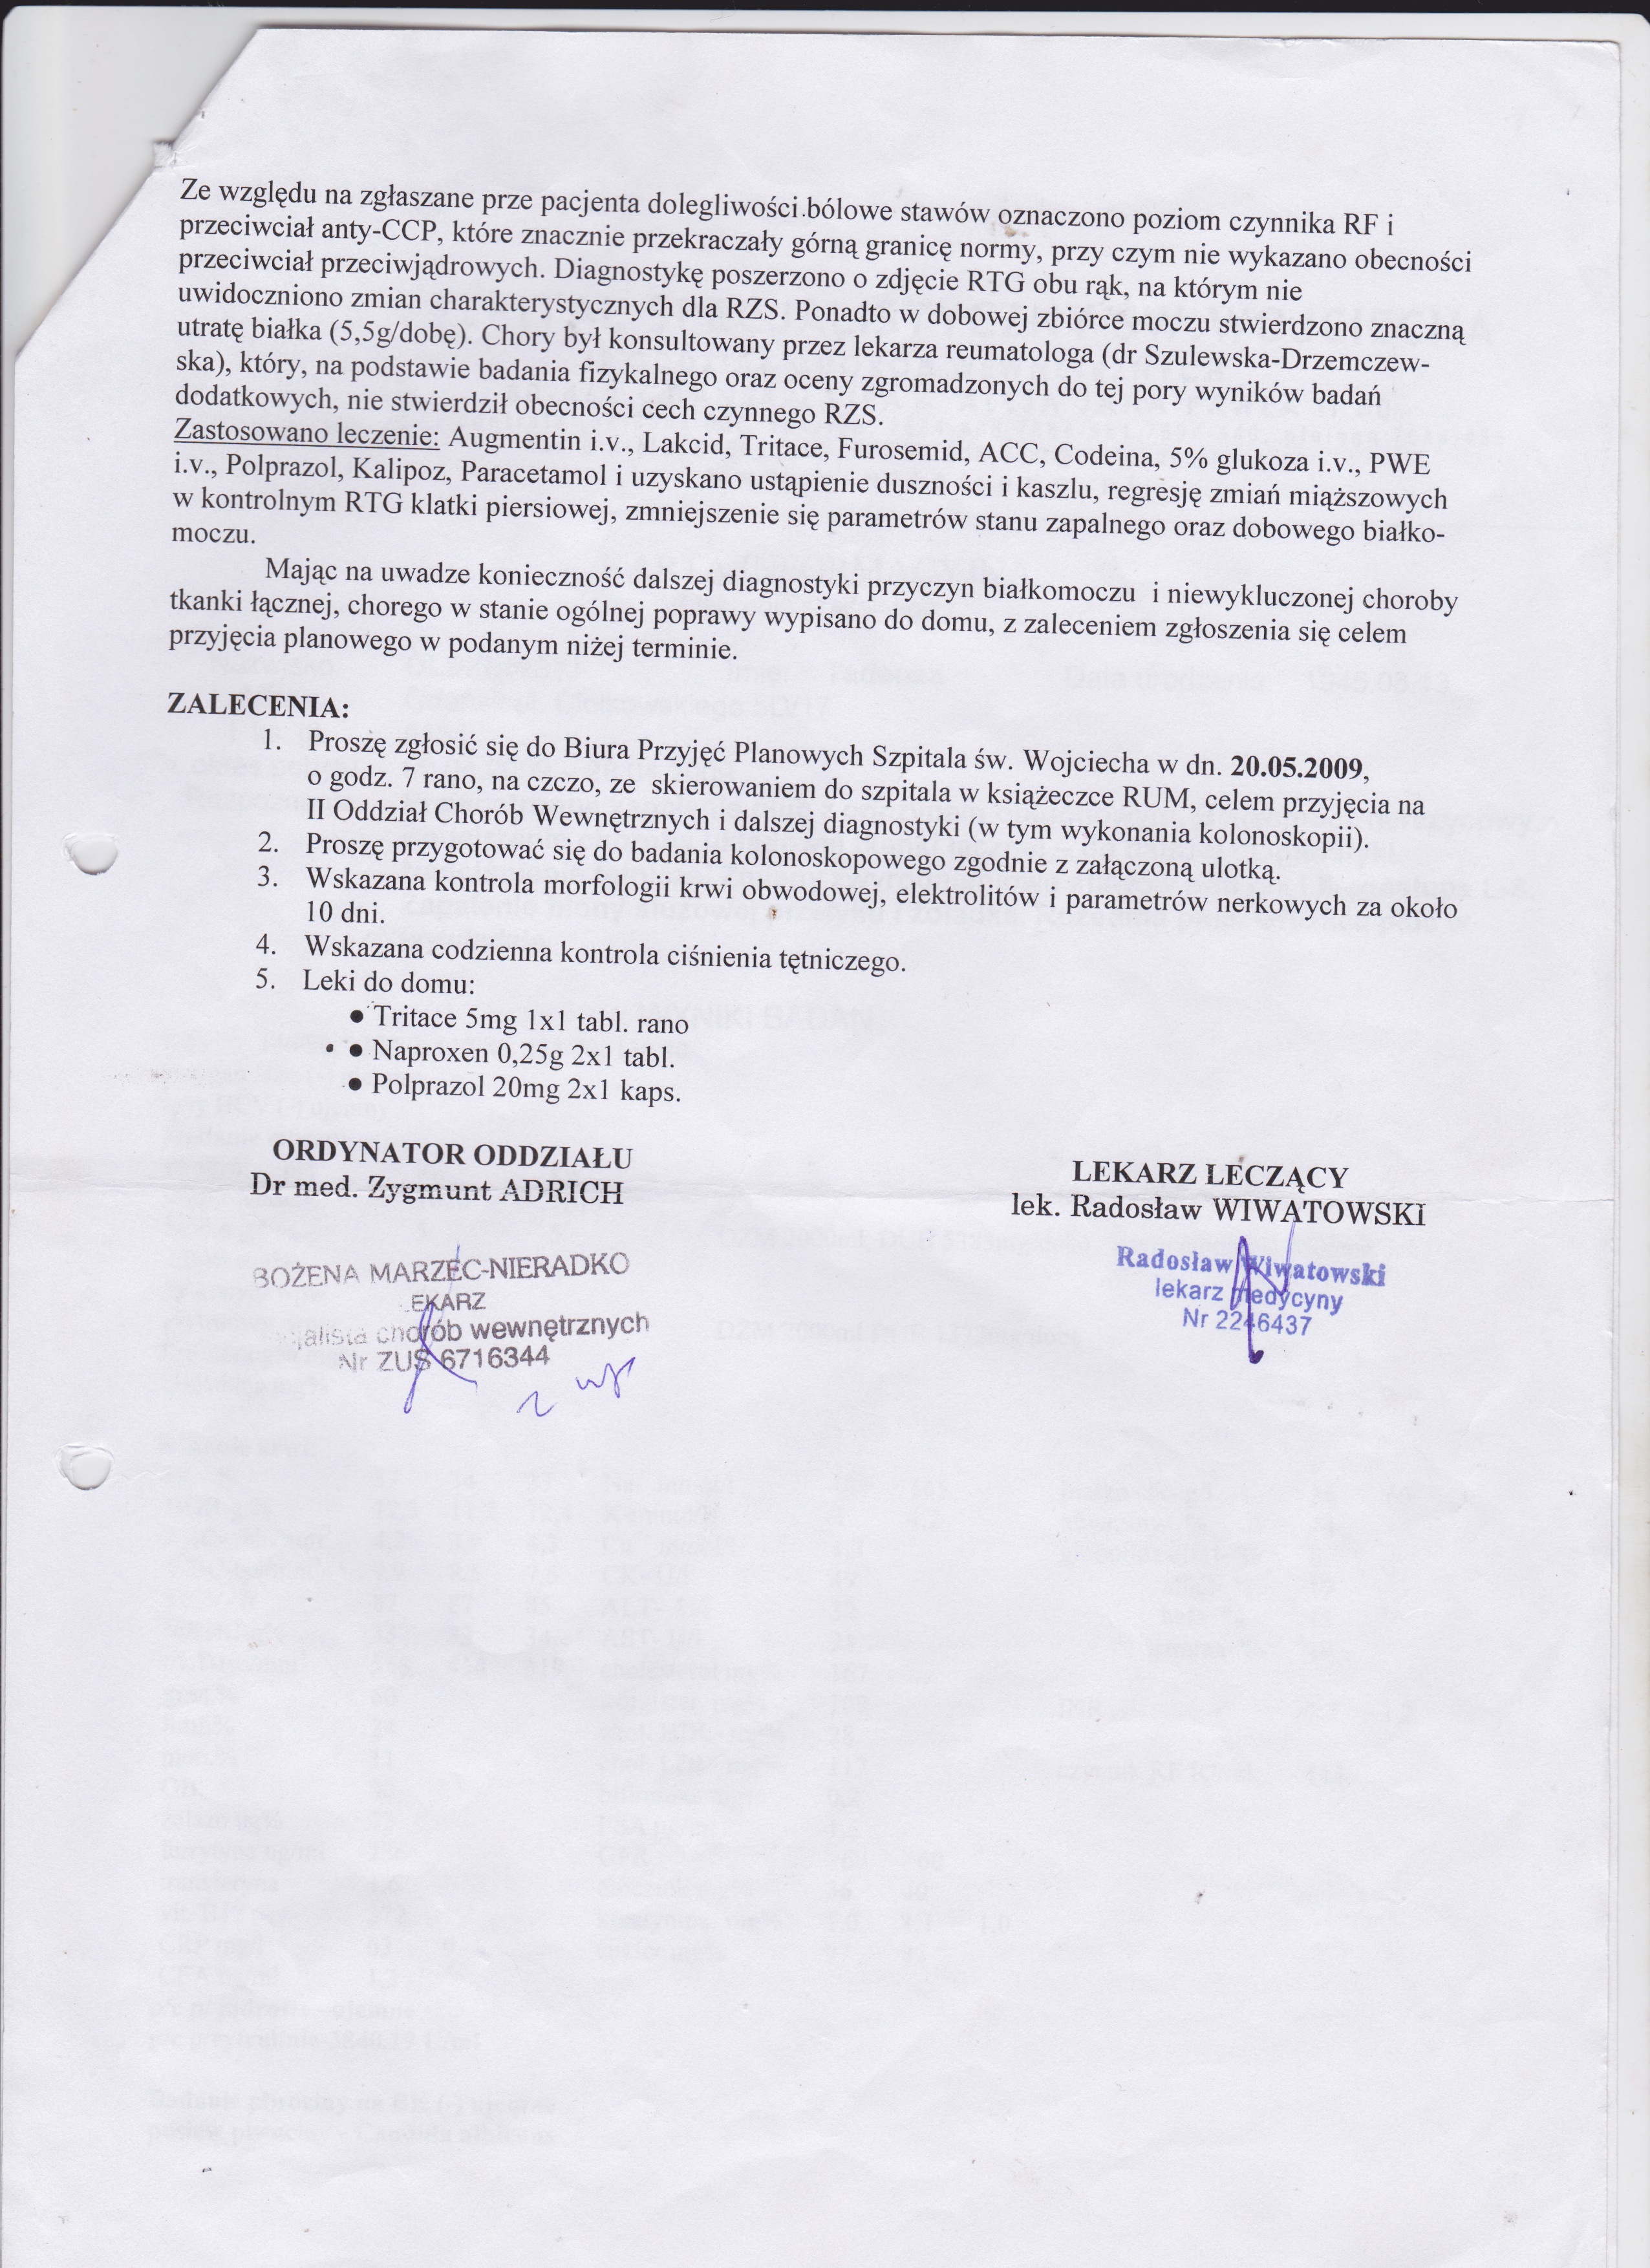 Ze względu na zgłaszane prze pacjenta dolegliwości.bólowe stawów oznaczono poziom czynnika RF i
przeciwciał anty-CCP, które znacznie przekraczały górną granicę normy, przy czym nie wykazano obecności
przeciwciał przeciwjądrowych. Diagnostykę poszerzono o zdjęcie RTG obu rąk, na którym nie
uwidoczniono zmian charakterystycznych dla RZS. Ponadto w dobowej zbiórce moczu stwierdzono znaczną
utratę białka (5,5g/dobę). Chory był konsultowany przez lekarza reumatologa (dr Szulewska-Drzemczew-
ska), który, na podstawie badania fizykalnego oraz oceny zgromadzonych do tej pory wyników badań
dodatkowych, nie stwierdził obecności cech czynnego RZS.
Zastosowano leczenie: Augmentin i.v., Lakcid, Tritace, Furosemid, ACC, Codeina, 5% glukoza i.v., PWE
i.v., Polprazol, Kalipoz, Paracetamol i uzyskano ustąpienie duszności i kaszlu, regresję zmian miąższowych
w kontrolnym RTG klatki piersiowej, zmniejszenie się parametrów stanu zapalnego oraz dobowego białko-
moczu.
Mając na uwadze konieczność dalszej diagnostyki przyczyn białkomoczu i niewykluczonej choroby
tkanki łącznej, chorego w stanie ogólnej poprawy wypisano do domu, z zaleceniem zgłoszenia się celem
przyjęcia planowego w podanym niżej terminie.
ZALECENIA:
1. Proszę zgłosić się do Biura Przyjęć Planowych Szpitala św. Wojciecha w dn. 20.05.2009,
o godz. 7 rano, na czczo, ze skierowaniem do szpitala w książeczce RUM, celem przyjęcia na
II Oddział Chorób Wewnętrznych i dalszej diagnostyki (w tym wykonania kolonoskopii).
2. Proszę przygotować się do badania kolonoskopowego zgodnie z załączoną ulotką.
3. Wskazana kontrola morfologii krwi obwodowej, elektrolitów i parametrów nerkowych za około
10 dni.
4. Wskazana codzienna kontrola ciśnienia tętniczego.
5. Leki do domu:
● Tritace 5mg 1x1 tabl. rano
● Naproxen 0,25g 2x1 tabl.
● Polprazol 20mg 2x1 kaps.
ORDYNATOR ODDZIAŁU
Dr med. Zygmunt ADRICH
LEKARZ LECZĄCY
lek. Radosław WIWATOWSKI
BOŻENA MARZEC-NIERADKO
LEKARZ
specjalista chorób wewnętrznych
Nr ZUS 6716344
Radosław Wiwatowski
lekarz medycyny
Nr 2246437